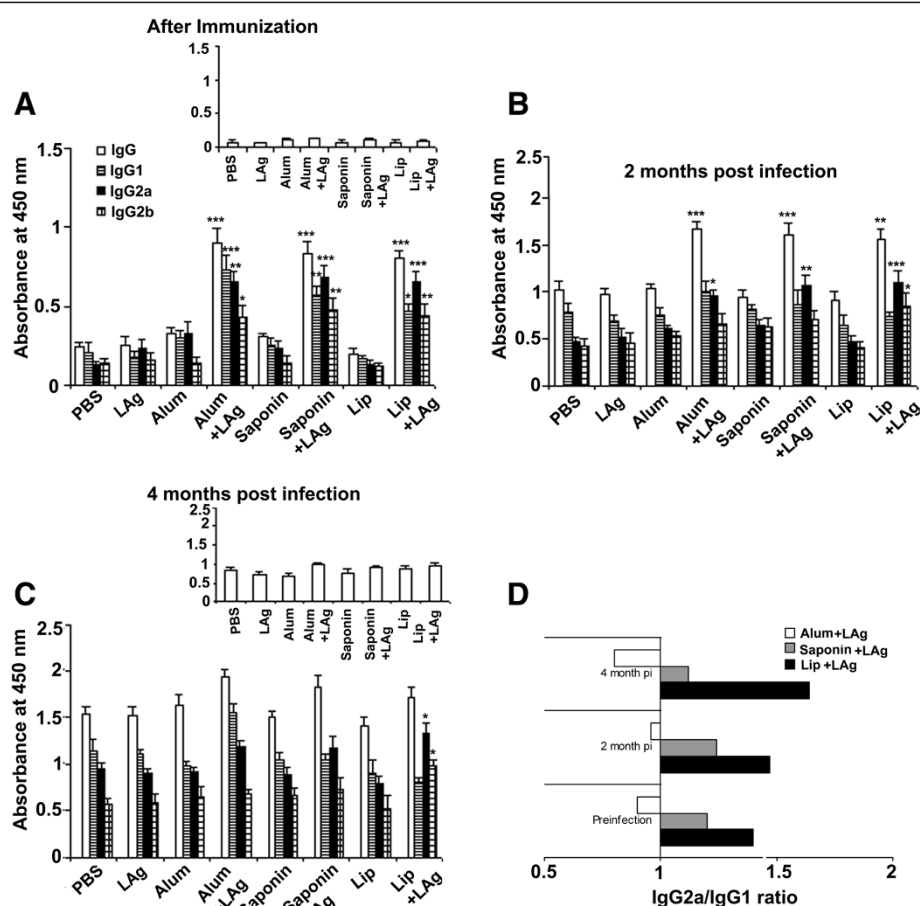 After Immunization
1.5
1
0.5
0
PBS
LAg
Alum
Alum +LAg
Saponin
Saponin +LAg
Lip
Lip +LAg
A
Absorbance at 450 nm
IgG
IgG1
IgG2a
IgG2b
1.5
1
0.5
0
*** *** ** *
*** ** *** **
*** * *** **
PBS
LAg
Alum
Alum +LAg
Saponin
Saponin +LAg
Lip
Lip +LAg
B
2 months post infection
Absorbance at 450 nm
2.5
2
1.5
1
0.5
0
*** *
*** **
** *** *
PBS
LAg
Alum
Alum +LAg
Saponin
Saponin +LAg
Lip
Lip +LAg
4 months post infection
2.5
2
1.5
1
0.5
0
PBS
LAg
Alum
Alum +LAg
Saponin
Saponin +LAg
Lip
Lip +LAg
C
Absorbance at 450 nm
2.5
2
1.5
1
0.5
0
* *
PBS
LAg
Alum
Alum
+LAg
Saponin
Saponin
Lip
Lip +LAg
D
Alum+LAg
Saponin +LAg
Lip +LAg
4 month pi
2 month pi
Preinfection
0.5
1
1.5
2
IgG2a/IgG1 ratio